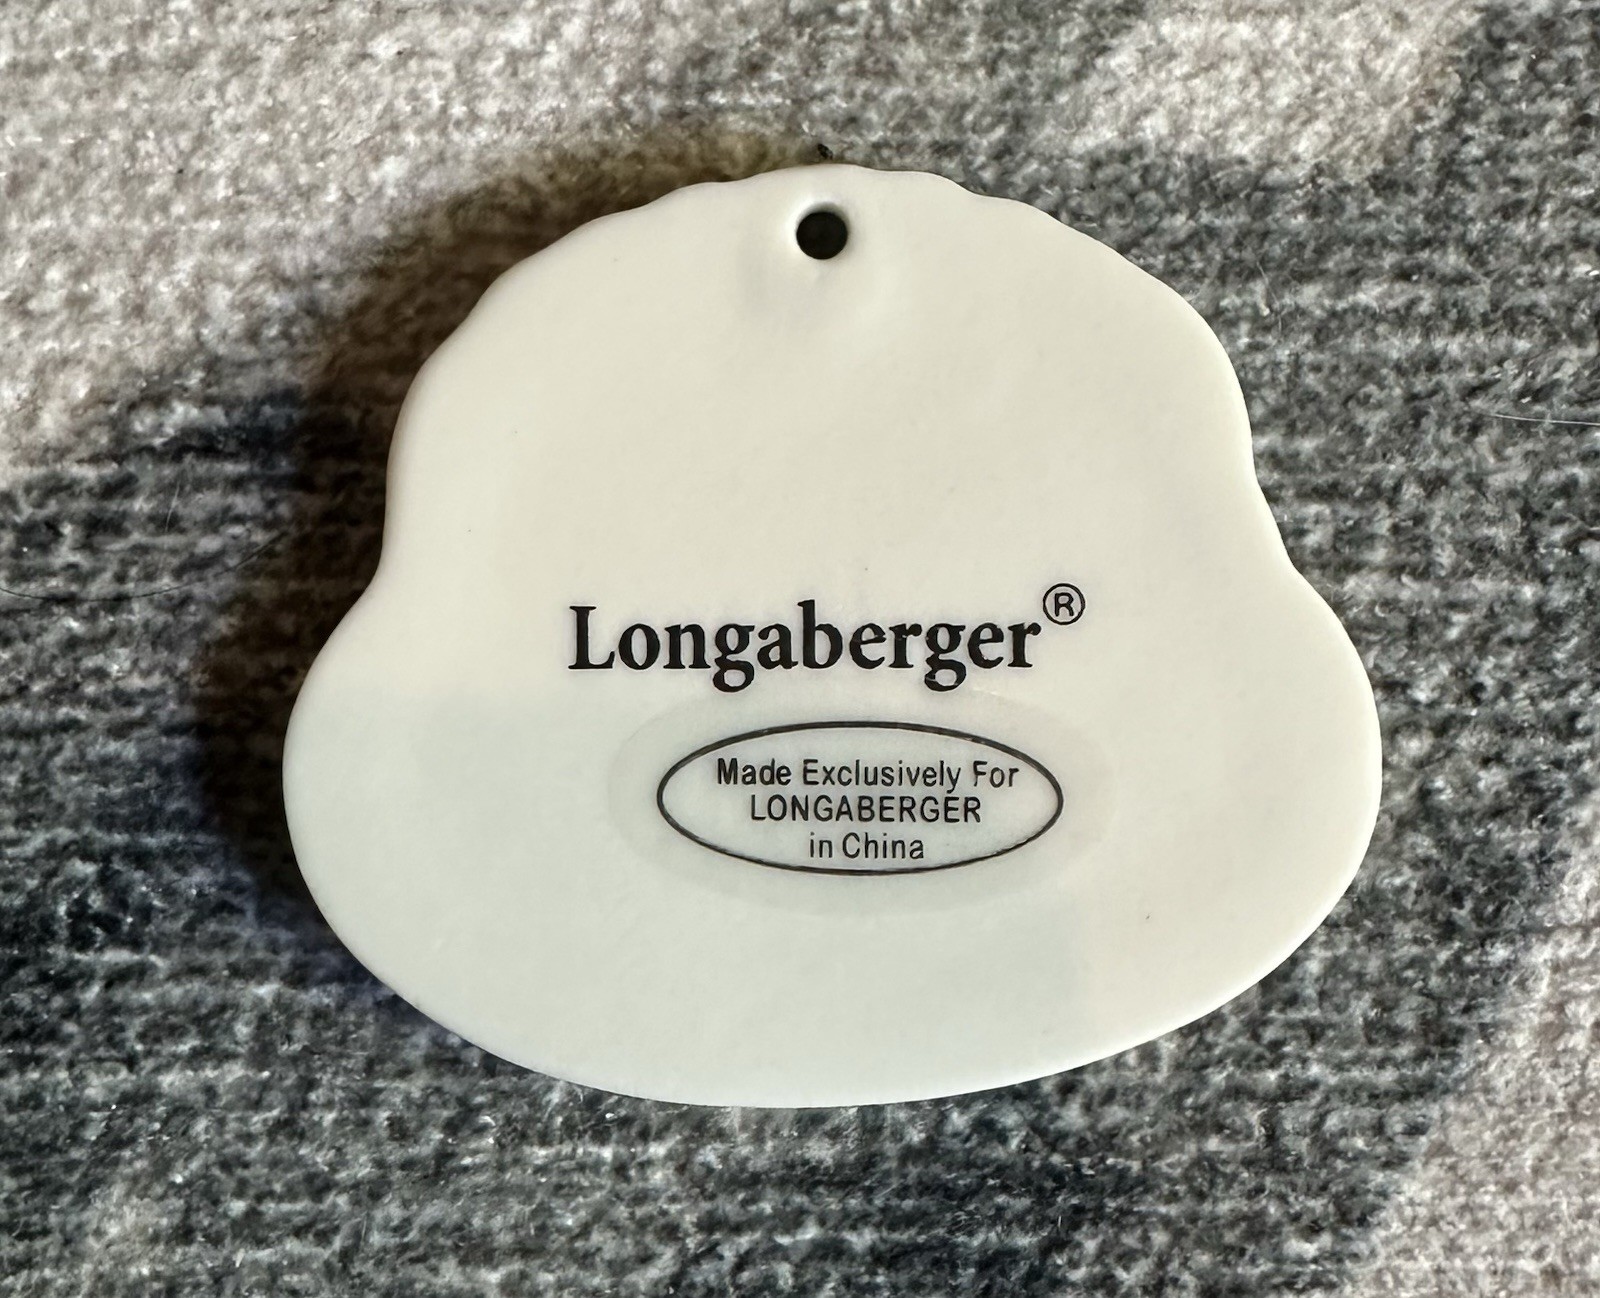 Longaberger®
Made Exclusively For
LONGABERGER
in China